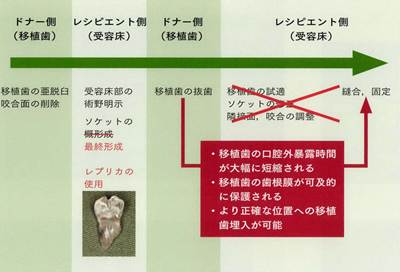 ドナー側
（移植歯）
レシピエント側
（受容床）
ドナー側
（移植歯）
レシピエント側
（受容床）
移植歯の亜脱臼
咬合面の削除
受容床部の
術野明示
ソケットの
概形成
最終形成
レプリカの
使用
移植歯の抜歯
移植歯の試適
ソケットの
隣接面，咬合の調整
縫合，固定
・移植歯の口腔外暴露時間
が大幅に短縮される
・移植歯の歯根膜が可及的
に保護される
・より正確な位置への移植
歯埋入が可能